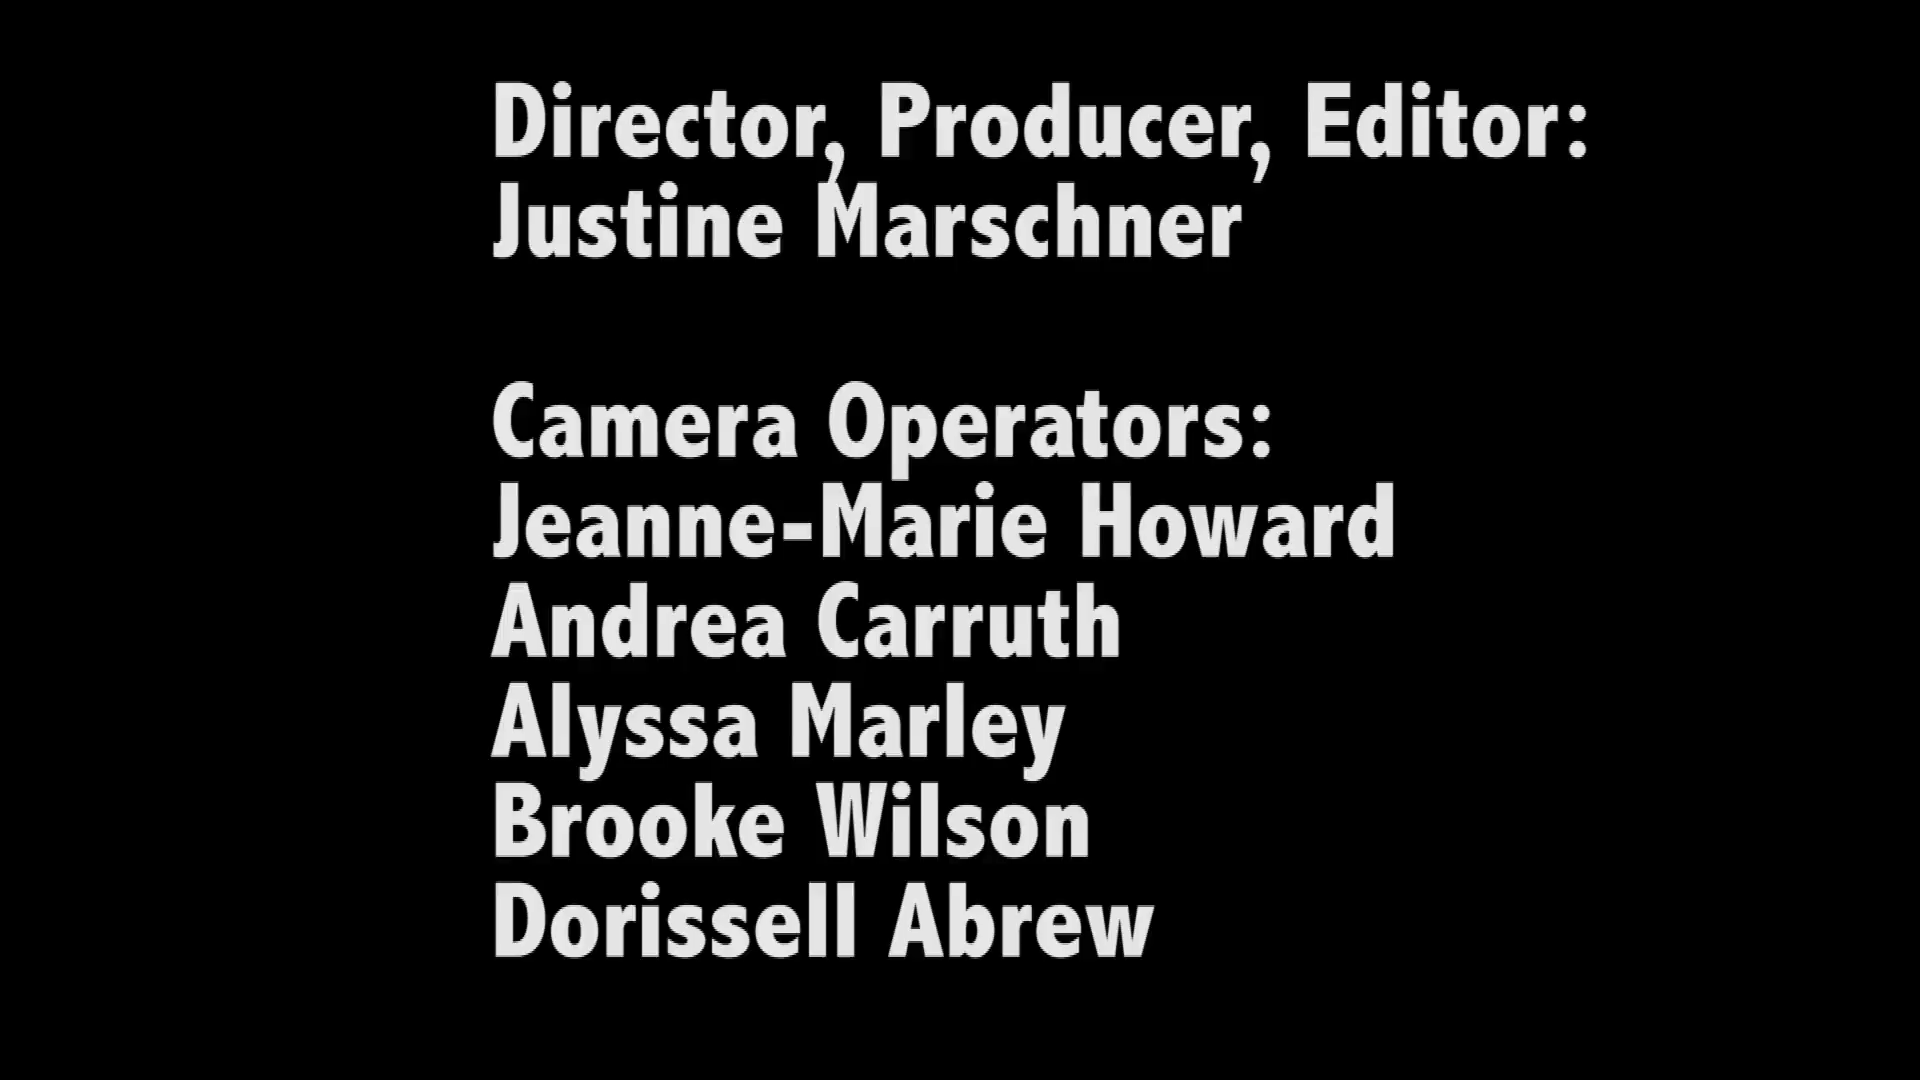 Director, Producer, Editor:
Justine Marschner
Camera Operators:
Jeanne-Marie Howard
Andrea Carruth
Alyssa Marley
Brooke Wilson
Dorissell Abrew